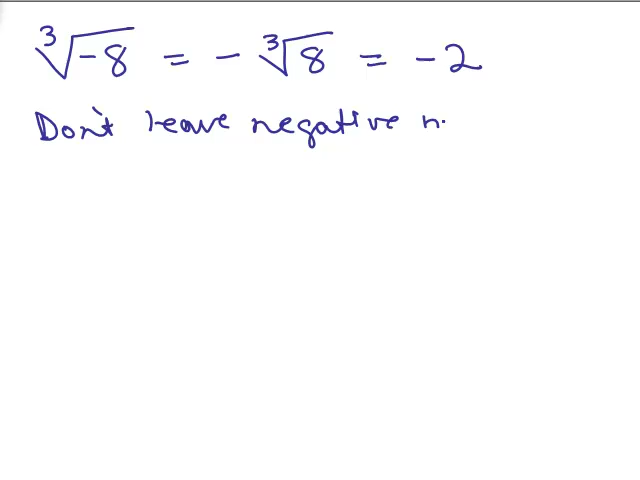 ∛-8 = - ∛8 = -2
Don't leave negative n